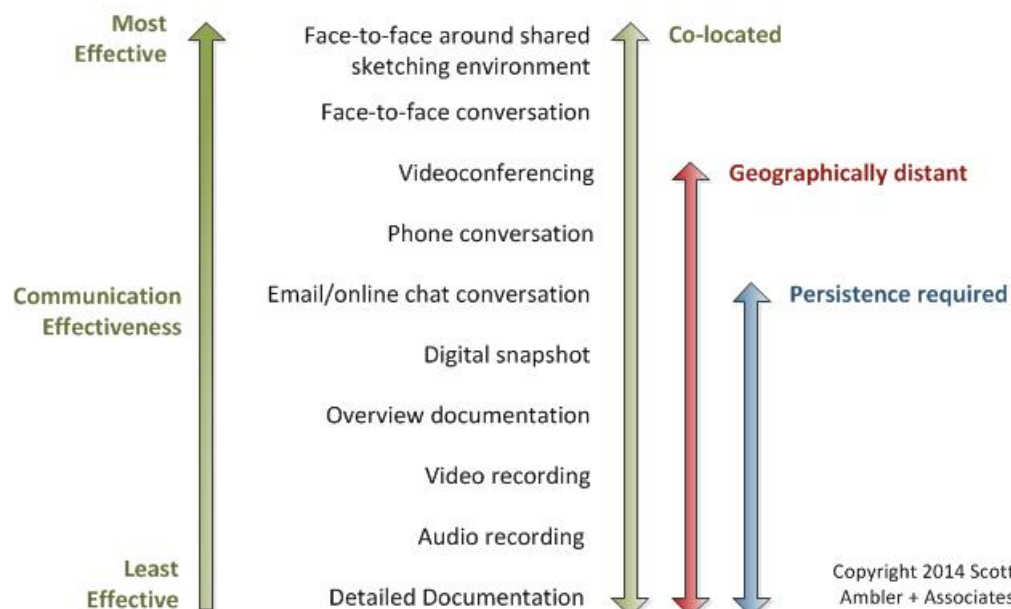 Most
Effective
Face-to-face around shared
sketching environment
Co-located
Face-to-face conversation
Videoconferencing
Geographically distant
Phone conversation
Communication
Effectiveness
Email/online chat conversation
Persistence required
Digital snapshot
Overview documentation
Video recording
Audio recording
Least
Effective
Detailed Documentation
Copyright 2014 Scott
Ambler + Associates